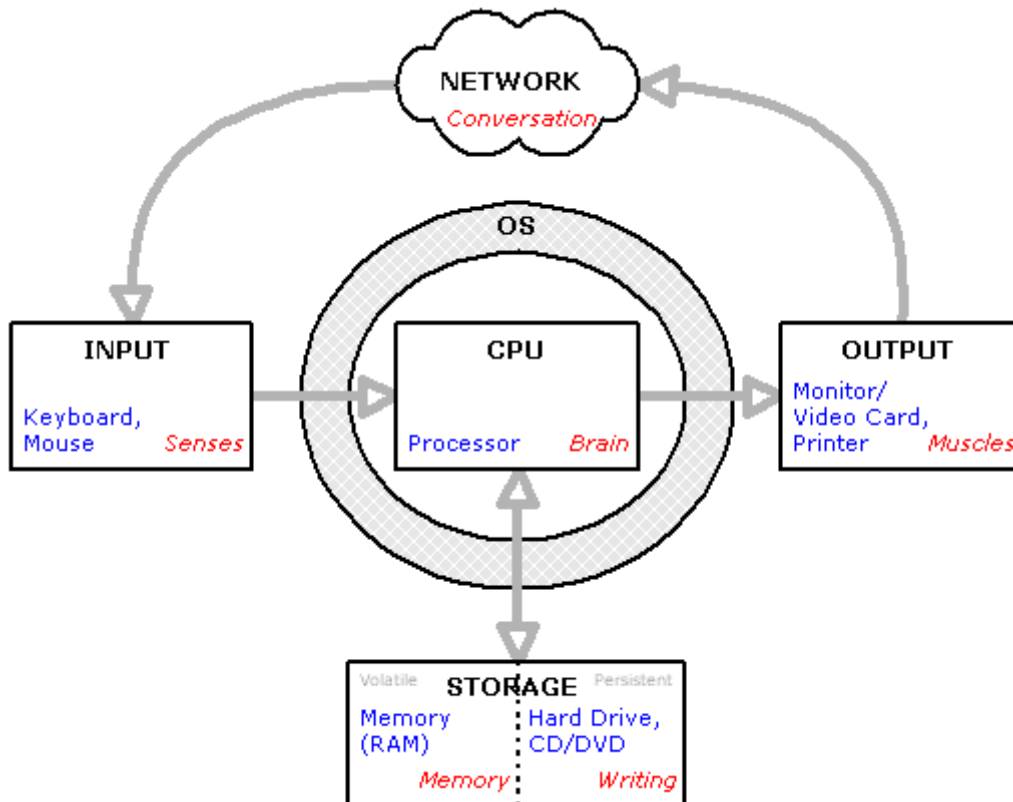 NETWORK
Conversation
OS
INPUT
Keyboard,
Mouse
Senses
CPU
Processor
Brain
OUTPUT
Monitor/
Video Card,
Printer
Muscles
Volatile
STORAGE
Persistent
Memory
(RAM)
Memory
Hard Drive,
CD/DVD
Writing